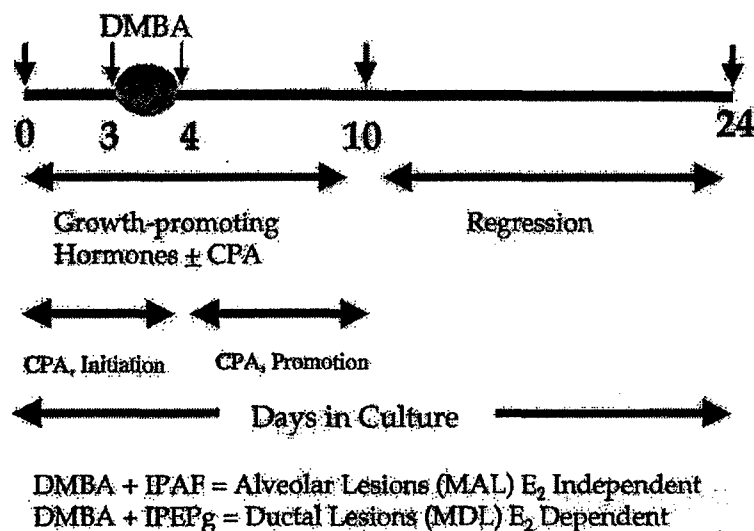 DMBA
0 3 4 10 24
Growth-promoting Regression
Hormones ± CPA
CPA, Initiation CPA, Promotion
Days in Culture
DMBA + IPAF = Alveolar Lesions (MAL) E₂ Independent
DMBA + IPEPg = Ductal Lesions (MDL) E₂ Dependent